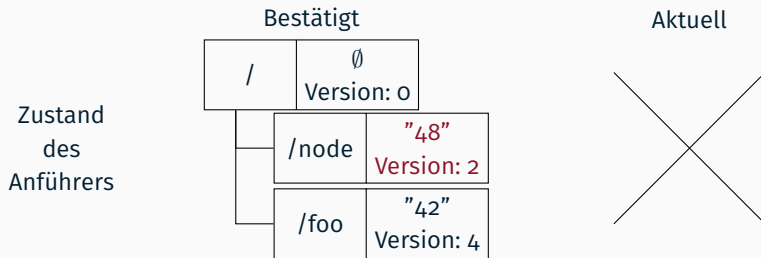 Bestätigt
Aktuell
/
∅
Version: 0
Zustand
des
Anführers
/node
"48"
Version: 2
/foo
"42"
Version: 4